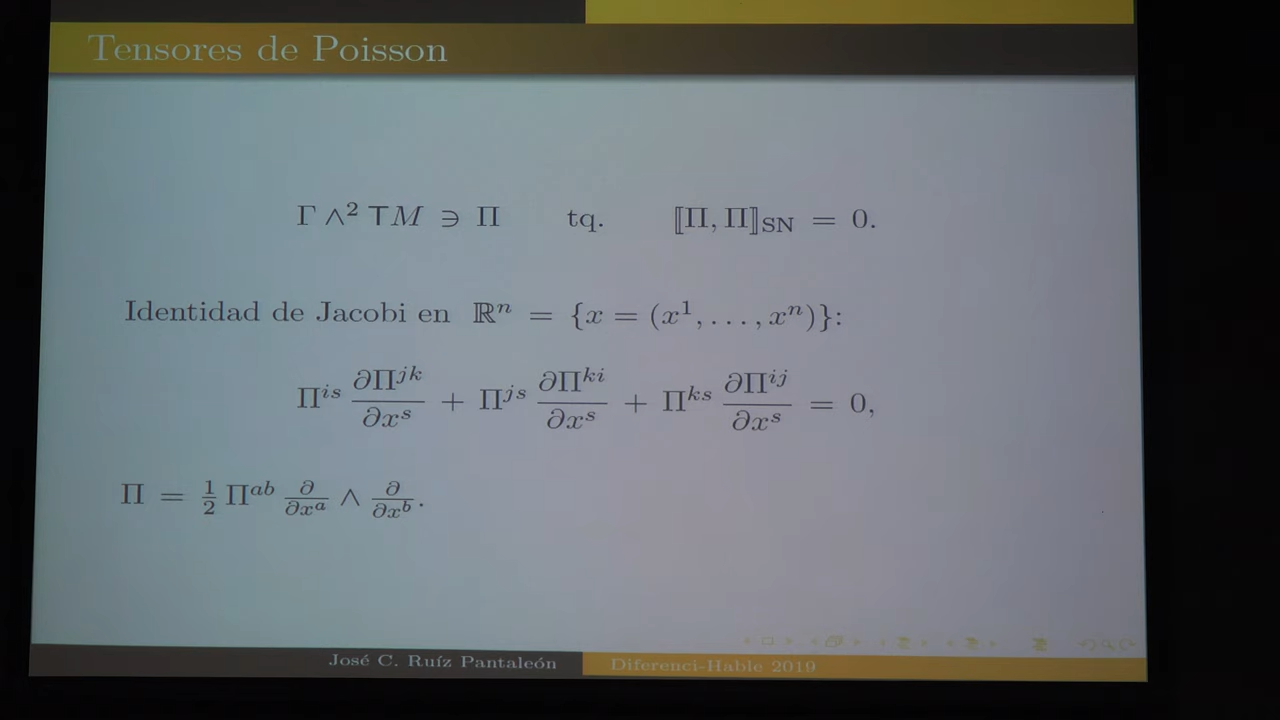 Tensores de Poisson
Γ ∧² TM ∋ Π tq. ⟦Π, Π⟧_SN = 0.
Identidad de Jacobi en ℝⁿ = {x = (x¹, . . . , xⁿ)}:
Π^{is} ∂Π^{jk}/∂x^s + Π^{js} ∂Π^{ki}/∂x^s + Π^{ks} ∂Π^{ij}/∂x^s = 0,
Π = ½ Π^{ab} ∂/∂x^a ∧ ∂/∂x^b.
José C. Ruíz Pantaleón Diferenci-Hable 2019